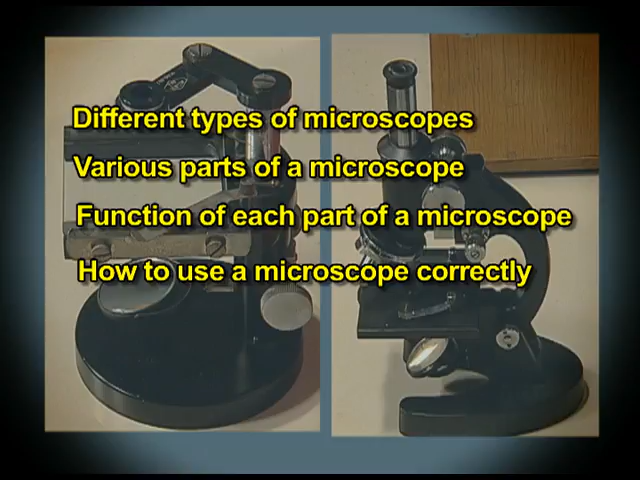 Different types of microscopes
Various parts of a microscope
Function of each part of a microscope
How to use a microscope correctly